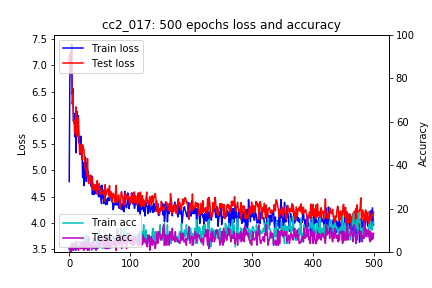 cc2_017: 500 epochs loss and accuracy
7.5
7.0
6.5
6.0
5.5
5.0
4.5
4.0
3.5
Loss
Train loss
Test loss
Train acc
Test acc
100
80
60
40
20
0
Accuracy
0 100 200 300 400 500